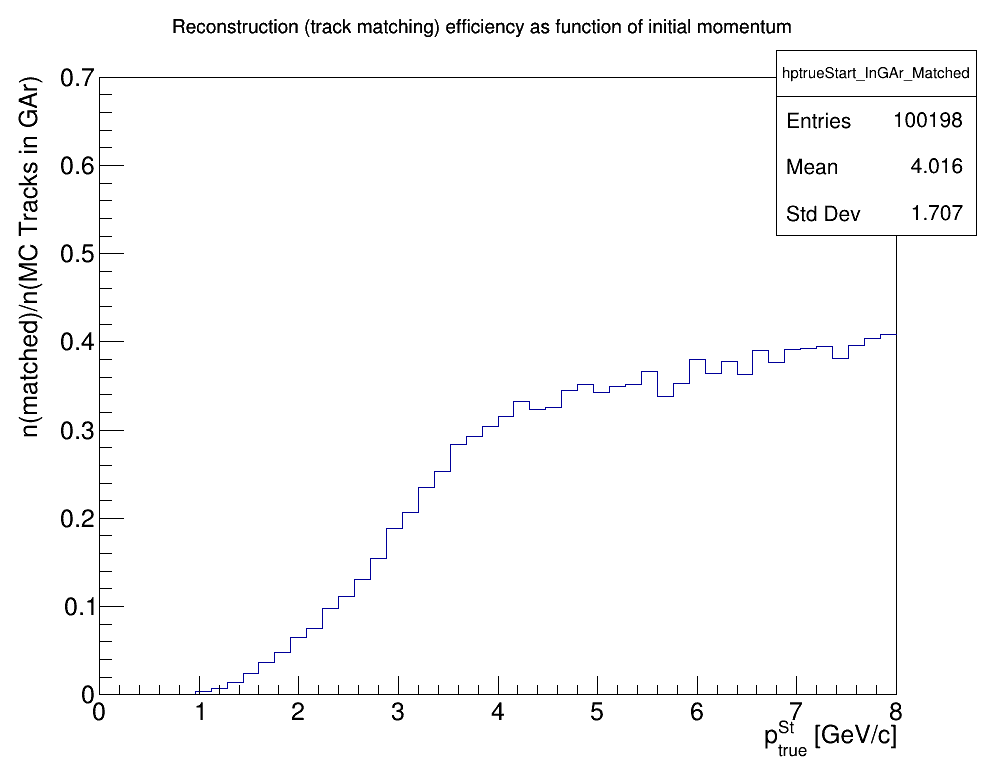 Reconstruction (track matching) efficiency as function of initial momentum
hptrueStart_InGAr_Matched
Entries 100198
Mean 4.016
Std Dev 1.707
n(matched)/n(MC Tracks in GAr)
0.7
0.6
0.5
0.4
0.3
0.2
0.1
0
0 1 2 3 4 5 6 7 8
p^{St}_{true} [GeV/c]